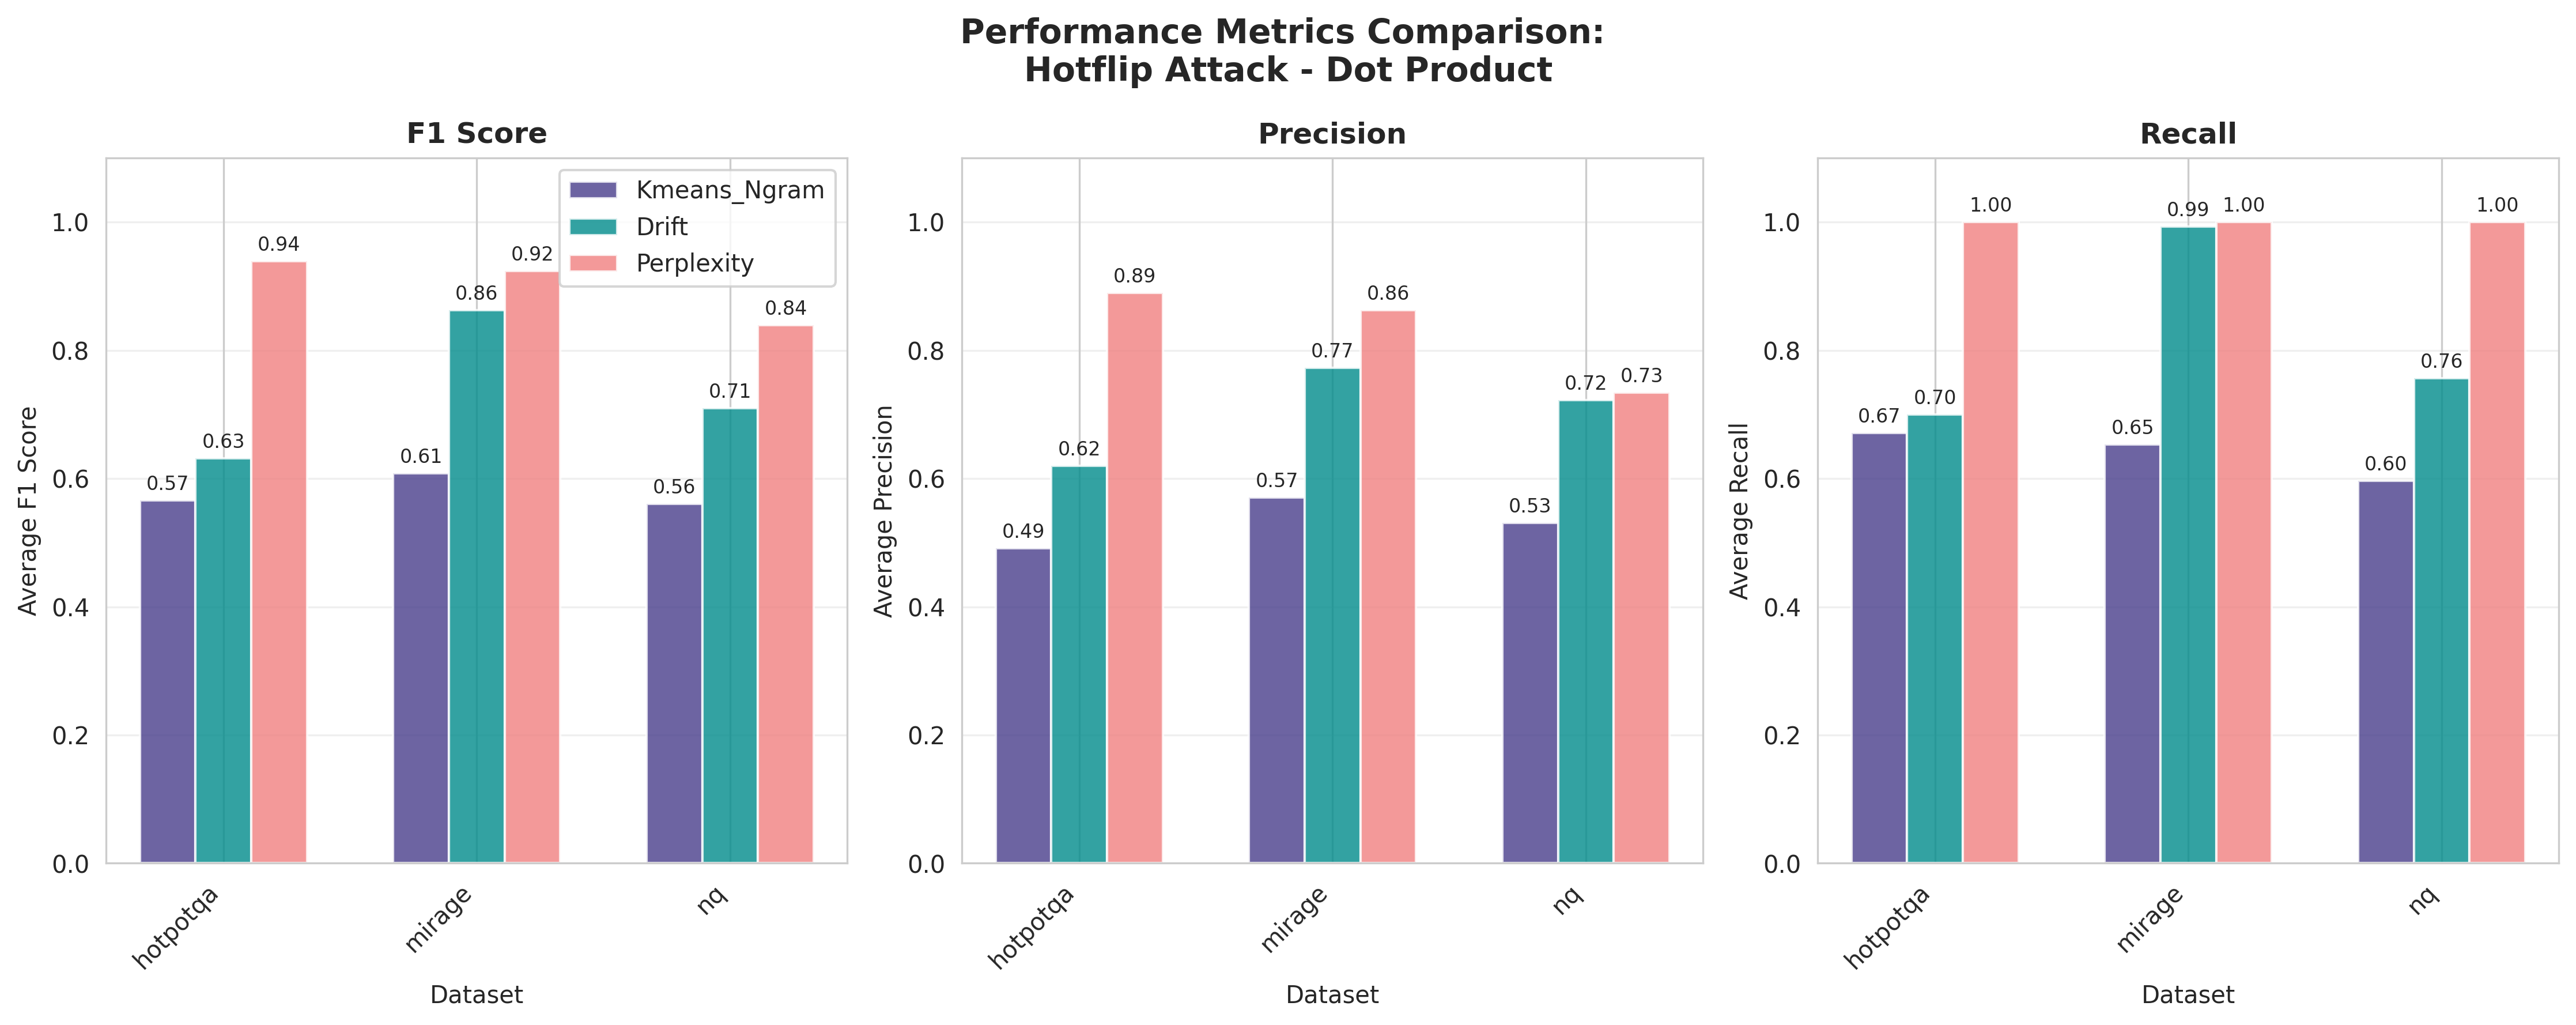 Performance Metrics Comparison:
Hotflip Attack - Dot Product
F1 Score
Average F1 Score
1.0
0.8
0.6
0.4
0.2
0.0
Kmeans_Ngram
Drift
Perplexity
0.57
0.63
0.94
0.61
0.86
0.92
0.56
0.71
0.84
hotpotqa
mirage
nq
Dataset
Precision
Average Precision
1.0
0.8
0.6
0.4
0.2
0.0
0.49
0.62
0.89
0.57
0.77
0.86
0.53
0.72
0.73
hotpotqa
mirage
nq
Dataset
Recall
Average Recall
1.0
0.8
0.6
0.4
0.2
0.0
0.67
0.70
1.00
0.65
0.99
1.00
0.60
0.76
1.00
hotpotqa
mirage
nq
Dataset